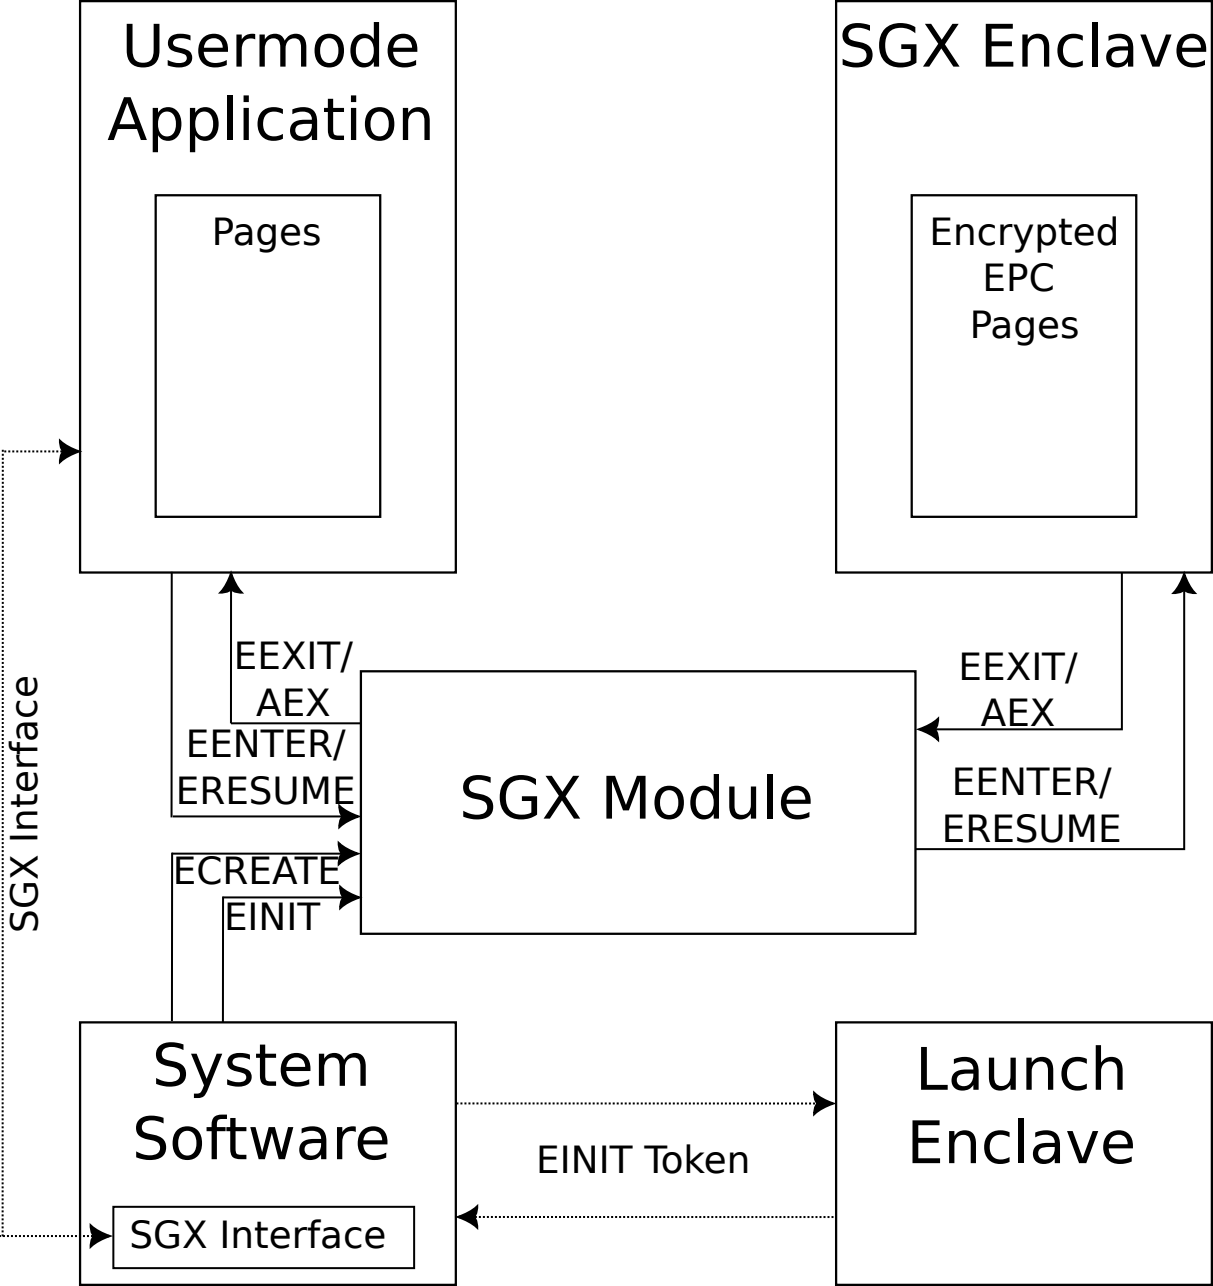 Usermode
Application
Pages
SGX Enclave
Encrypted
EPC
Pages
SGX Interface
EEXIT/
AEX
EENTER/
ERESUME
ECREATE
EINIT
SGX Module
EEXIT/
AEX
EENTER/
ERESUME
System
Software
SGX Interface
EINIT Token
Launch
Enclave